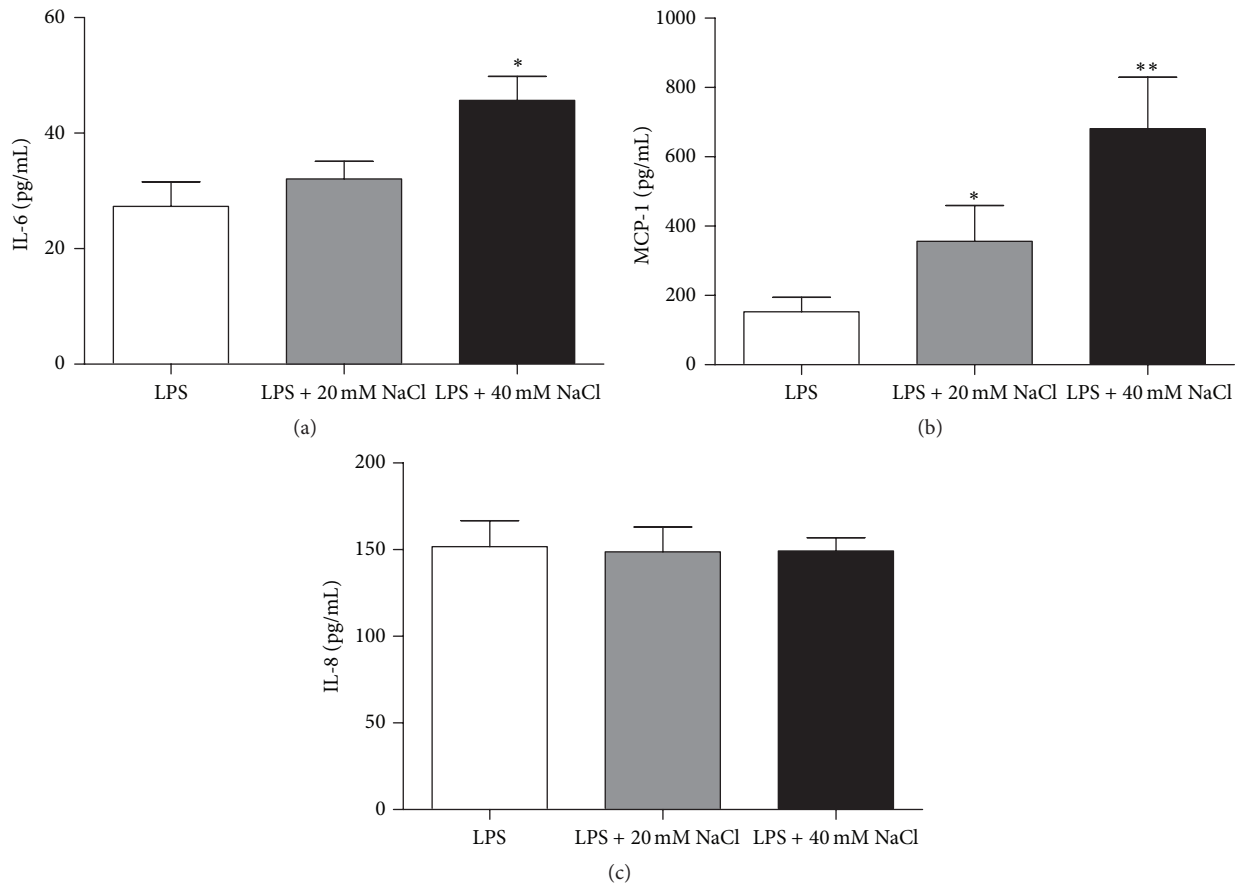 60
40
20
0
IL-6 (pg/mL)
*
LPS
LPS + 20 mM NaCl
LPS + 40 mM NaCl
(a)
1000
800
600
400
200
0
MCP-1 (pg/mL)
*
**
LPS
LPS + 20 mM NaCl
LPS + 40 mM NaCl
(b)
200
150
100
50
0
IL-8 (pg/mL)
LPS
LPS + 20 mM NaCl
LPS + 40 mM NaCl
(c)